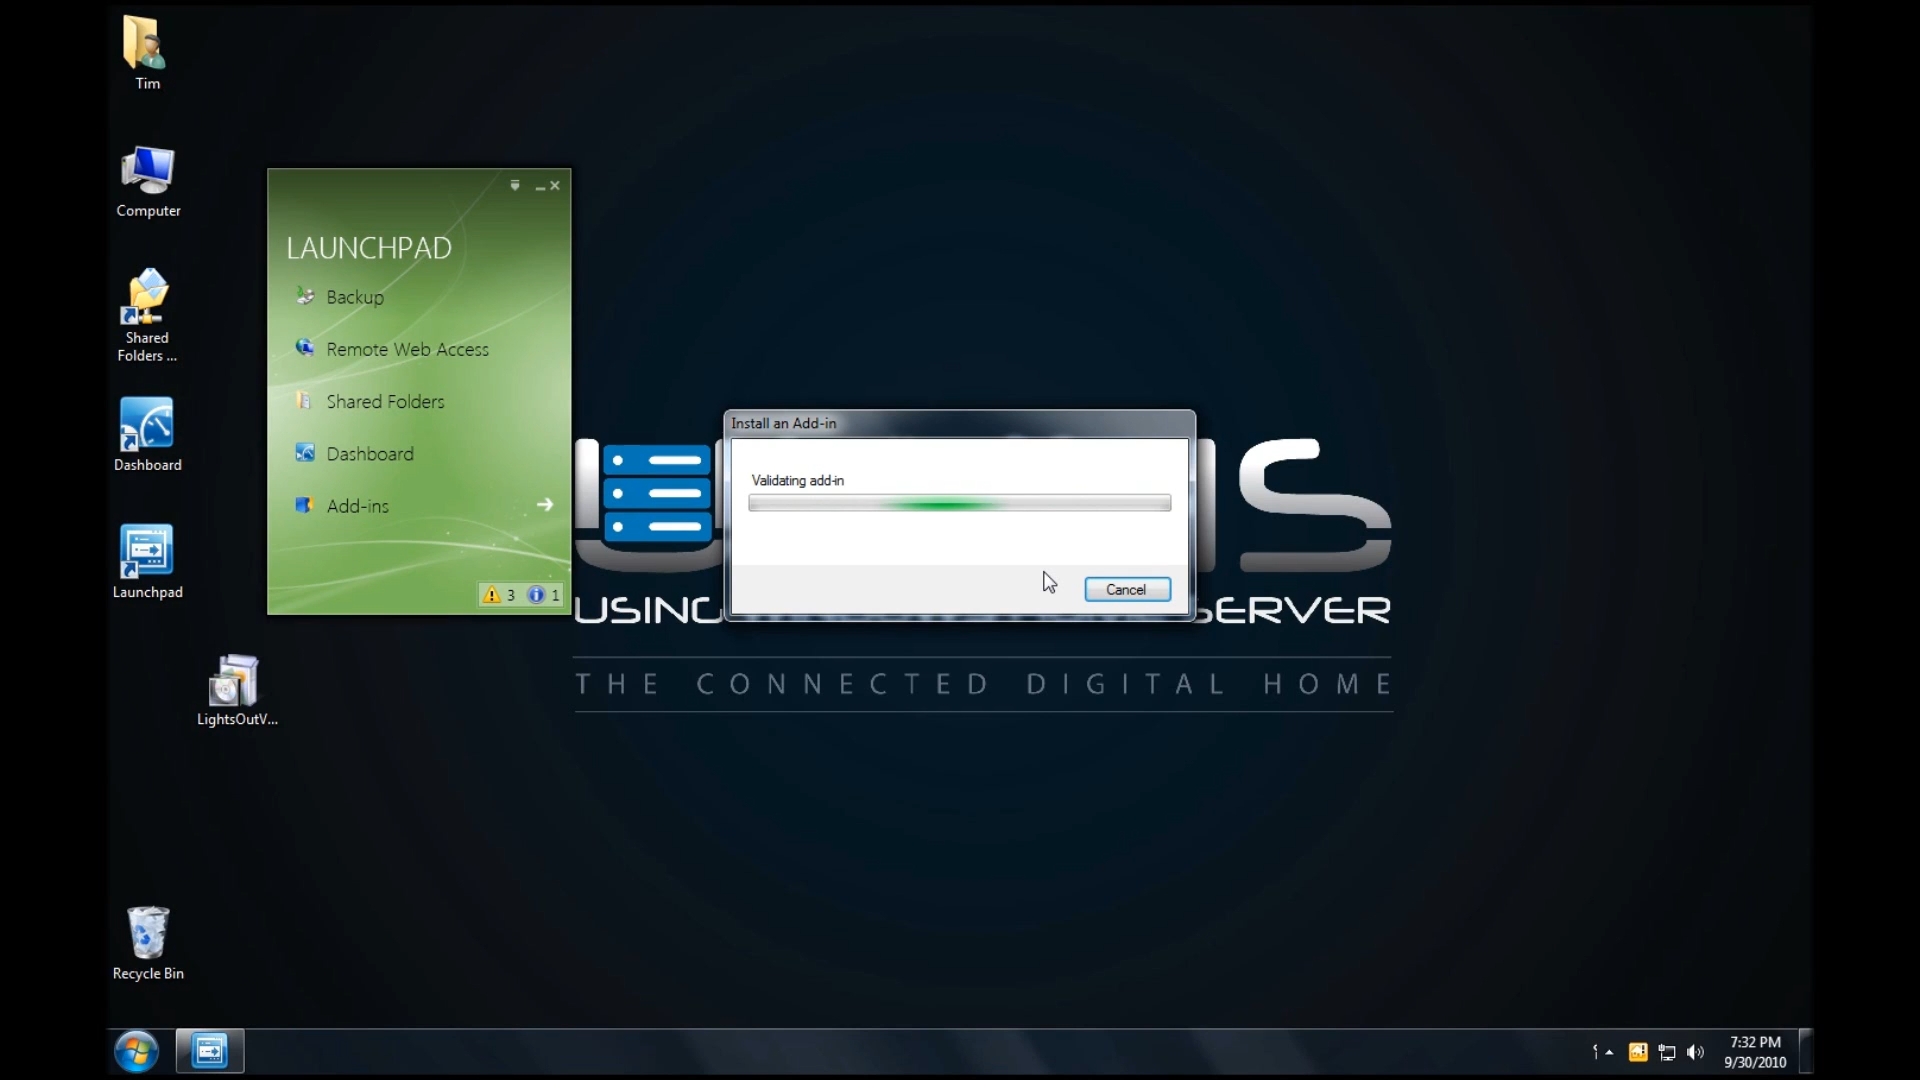 Tim
Computer
Shared
Folders ...
Dashboard
Launchpad
LightsOutV...
Recycle Bin
LAUNCHPAD
Backup
Remote Web Access
Shared Folders
Dashboard
Add-ins
3 1
Install an Add-in
Validating add-in
Cancel
S
USING SERVER
THE CONNECTED DIGITAL HOME
7:32 PM
9/30/2010